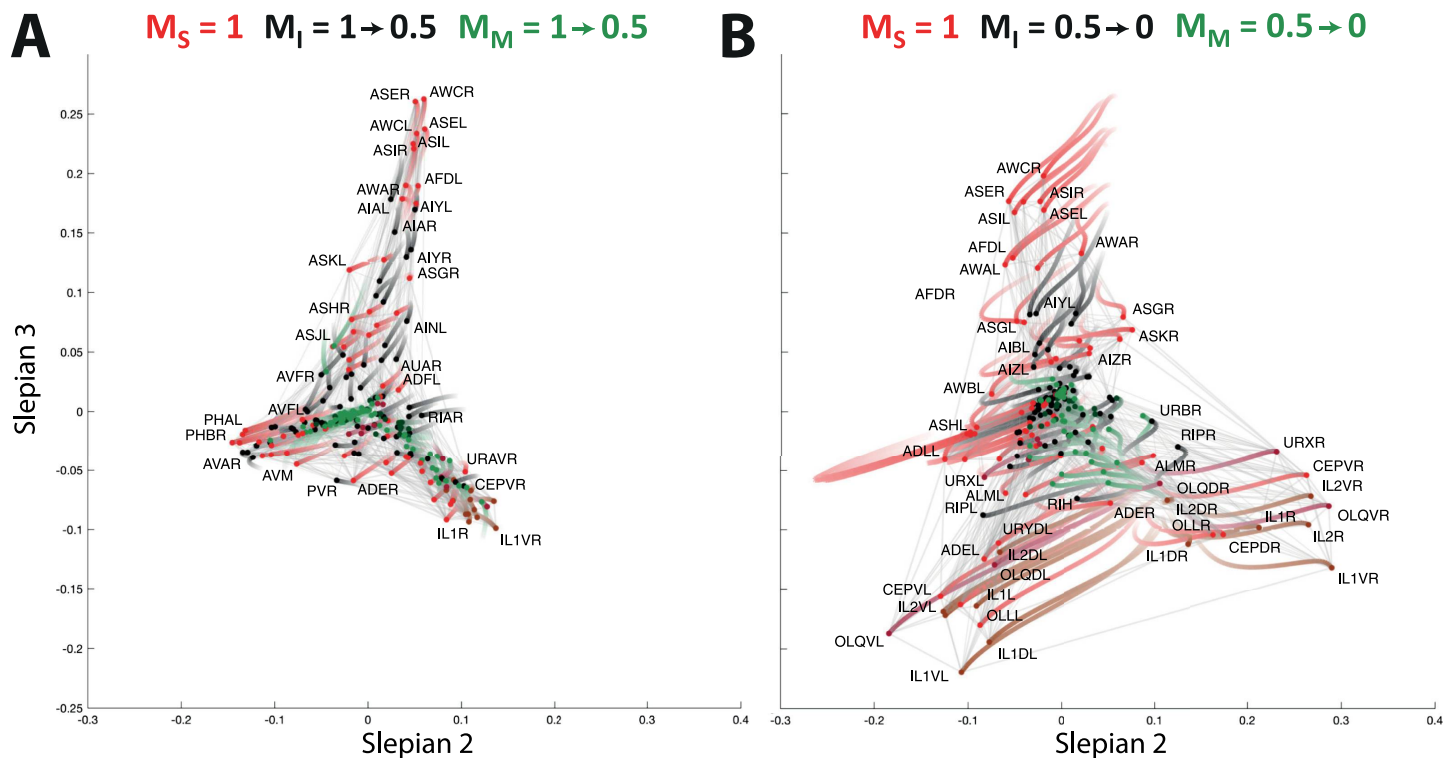 A
M_S = 1 M_I = 1→0.5 M_M = 1→0.5
0.3
0.25
0.2
0.15
0.1
0.05
0
-0.05
-0.1
-0.15
-0.2
-0.25
-0.3 -0.2 -0.1 0 0.1 0.2 0.3 0.4
Slepian 3
Slepian 2
ASER AWCR
AWCL ASEL
ASIR ASIL
AWAR AFDL
AIAL AIYL
AIAR
AIYR
ASKL ASGR
ASHR
ASJL AINL
AVFR AUAR
ADFL
AVFL RIAR
PHAL
PHBR
AVAR AVM URAVR
PVR ADER CEPVR
IL1R IL1VR
B
M_S = 1 M_I = 0.5→0 M_M = 0.5→0
AWCR
ASER ASIR
ASIL ASEL
AFDL AWAR
AWAL
AFDR AIYL
ASGR
ASGL ASKR
AIBL AIZR
AIZL
AWBL
ASHL URBR
ADLL RIPR URXR
URXL ALMR CEPVR
ALML OLQDR IL2VR
RIPL RIH IL2DR
ADER OLQVR
URYDL OLLR IL1R
ADEL IL2DL IL1DR CEPDR IL2R
OLQDL IL1VR
CEPVL IL1L
IL2VL OLLL
OLQVL
IL1DL
IL1VL
-0.3 -0.2 -0.1 0 0.1 0.2 0.3 0.4
Slepian 2